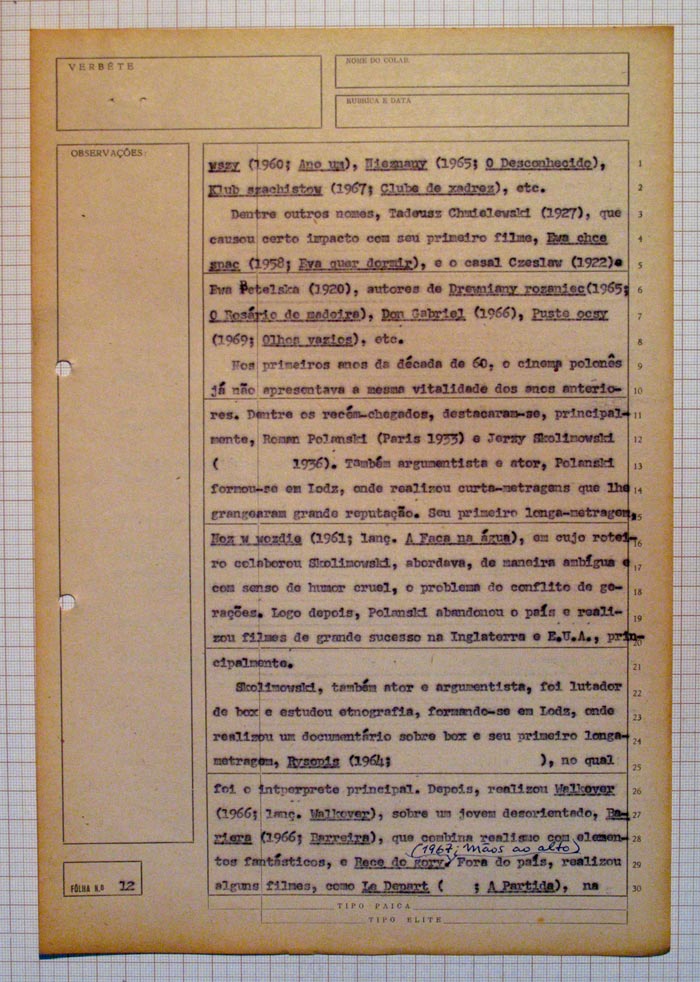 VERBÊTE
NOME DO COLAB.
RUBRICA E DATA
OBSERVAÇÕES:
wszy (1960; Ano um), Nieznany (1965; O Desconhecido), 1
Klub szachistow (1967; Clube de xadrez), etc. 2
Dentre outros nomes, Tadeusz Chmielewski (1927), que 3
causou certo impacto com seu primeiro filme, Ewa chce 4
spac (1958; Eva quer dormir), e o casal Czeslaw (1922) e 5
Ewa Petelska (1920), autores de Drewniany rozaniec(1965; 6
O Rosário de madeira), Don Gabriel (1966), Puste oczy 7
(1969; Olhos vazios), etc. 8
Nos primeiros anos da década de 60, o cinema polonês 9
já não apresentava a mesma vitalidade dos anos anterio- 10
res. Dentre os recém-chegados, destacaram-se, principal- 11
mente, Roman Polanski (Paris 1933) e Jerzy Skolimowski 12
( 1936). Também argumentista e ator, Polanski 13
formou-se em Lodz, onde realizou curta-metragens que lhe 14
grangearam grande reputação. Seu primeiro longa-metragem, 15
Noz w wozdie (1961; lanç. A Faca na água), em cujo rotei- 16
ro colaborou Skolimowski, abordava, de maneira ambígua e 17
com senso de humor cruel, o problema do conflito de ge- 18
rações. Logo depois, Polanski abandonou o país e reali- 19
zou filmes de grande sucesso na Inglaterra e E.U.A., prin- 20
cipalmente. 21
Skolimowski, também ator e argumentista, foi lutador 22
de box e estudou etnografia, formando-se em Lodz, onde 23
realizou um documentário sobre box e seu primeiro longa- 24
metragem, Rysopis (1964; ), no qual 25
foi o intperprete principal. Depois, realizou Walkover 26
(1966; lanç. Walkover), sobre um jovem desorientado, Ba- 27
riera (1966; Barreira), que combina realismo com elemen- 28
(1967; Mãos ao alto)
tos fantásticos, e Rece do gory. Fora do país, realizou 29
alguns filmes, como Le Depart ( ; A Partida), na 30
FÔLHA N.º 12
TIPO PAICA
TIPO ELITE